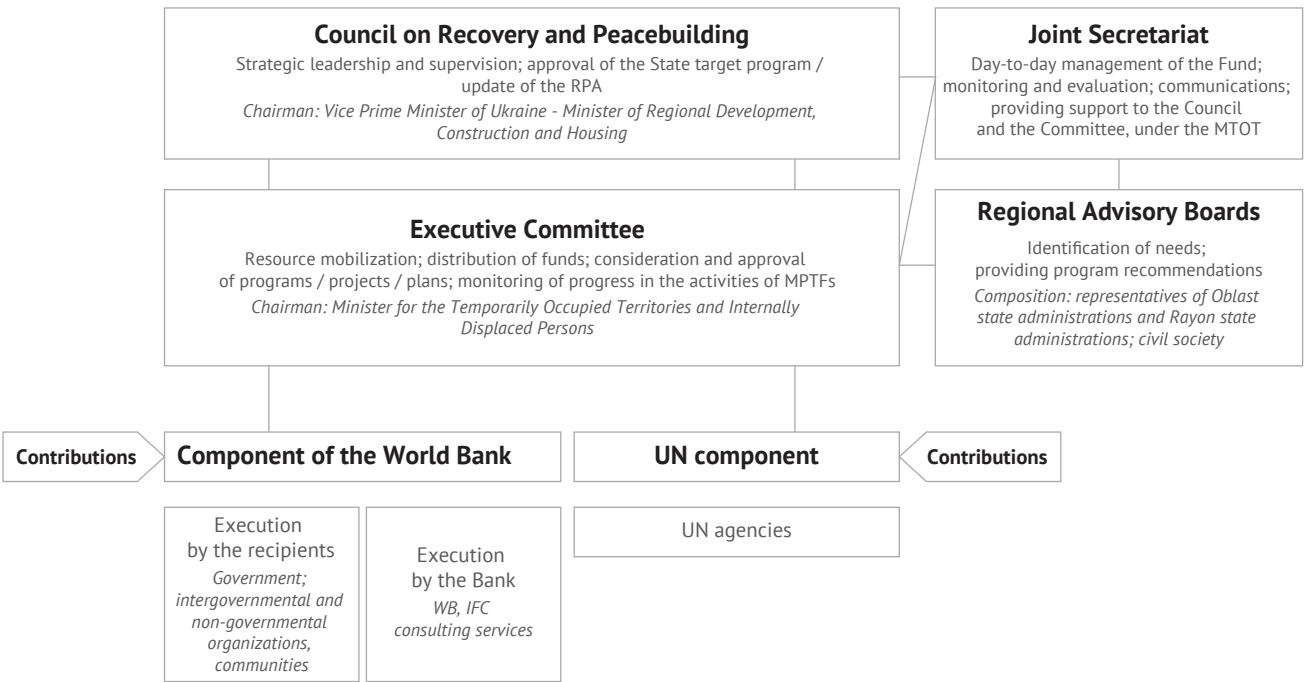 Council on Recovery and Peacebuilding
Strategic leadership and supervision; approval of the State target program /
update of the RPA
Chairman: Vice Prime Minister of Ukraine - Minister of Regional Development,
Construction and Housing
Joint Secretariat
Day-to-day management of the Fund;
monitoring and evaluation; communications;
providing support to the Council
and the Committee, under the MTOT
Executive Committee
Resource mobilization; distribution of funds; consideration and approval
of programs / projects / plans; monitoring of progress in the activities of MPTFs
Chairman: Minister for the Temporarily Occupied Territories and Internally
Displaced Persons
Regional Advisory Boards
Identification of needs;
providing program recommendations
Composition: representatives of Oblast
state administrations and Rayon state
administrations; civil society
Contributions
Component of the World Bank
UN component
Contributions
Execution
by the recipients
Government;
intergovernmental and
non-governmental
organizations,
communities
Execution
by the Bank
WB, IFC
consulting services
UN agencies